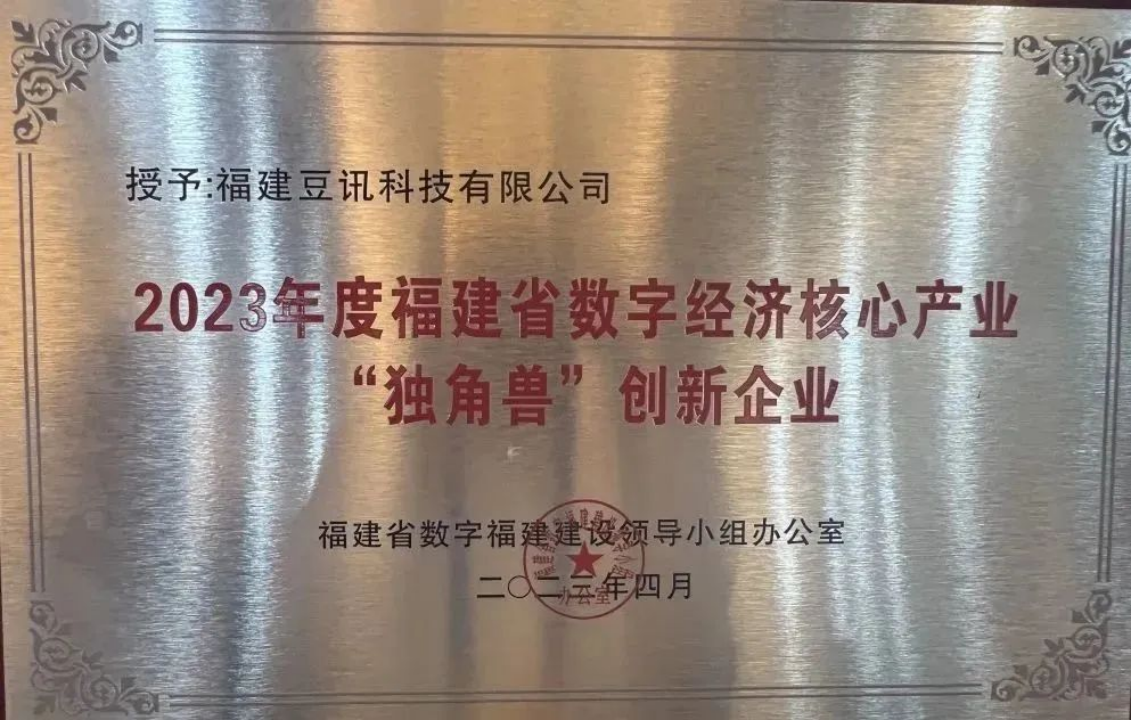 授予:福建豆讯科技有限公司
2023年度福建省数字经济核心产业
“独角兽”创新企业
福建省数字福建建设领导小组办公室
二〇二三年四月
办公室